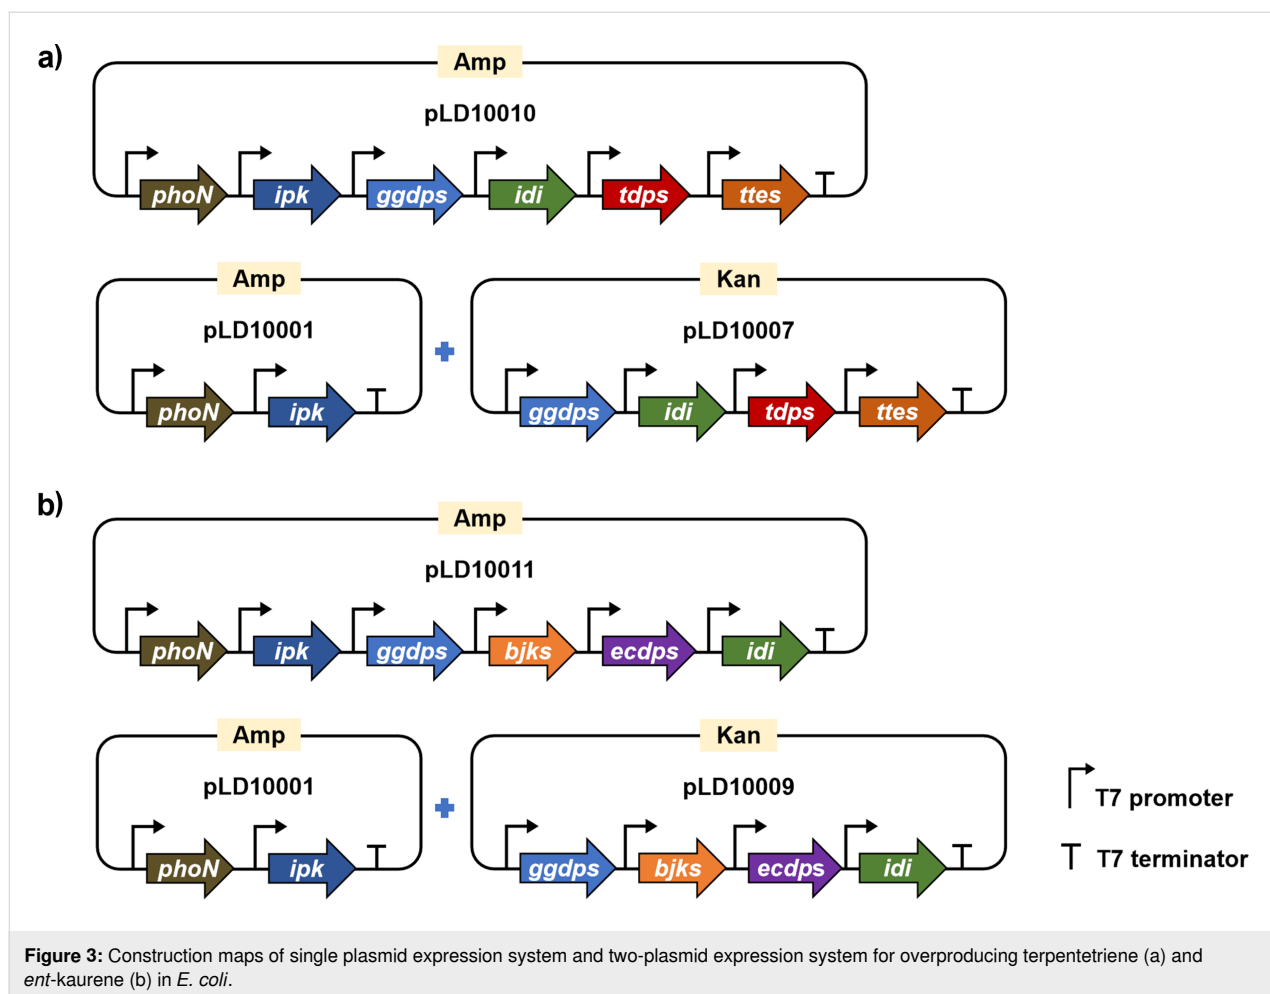 a)
Amp
pLD10010
phoN ipk ggdps idi tdps ttes
Amp
pLD10001
phoN ipk
Kan
pLD10007
ggdps idi tdps ttes
b)
Amp
pLD10011
phoN ipk ggdps bjks ecdps idi
Amp
pLD10001
phoN ipk
Kan
pLD10009
ggdps bjks ecdps idi
T7 promoter
T7 terminator
Figure 3: Construction maps of single plasmid expression system and two-plasmid expression system for overproducing terpentetriene (a) and
ent-kaurene (b) in E. coli.